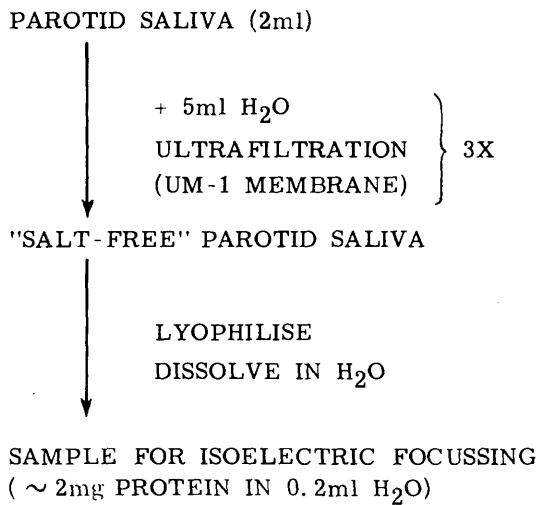 PAROTID SALIVA (2ml)
+ 5ml H₂O
ULTRAFILTRATION
(UM-1 MEMBRANE)
3X
"SALT-FREE" PAROTID SALIVA
LYOPHILISE
DISSOLVE IN H₂O
SAMPLE FOR ISOELECTRIC FOCUSSING
(~2mg PROTEIN IN 0.2ml H₂O)